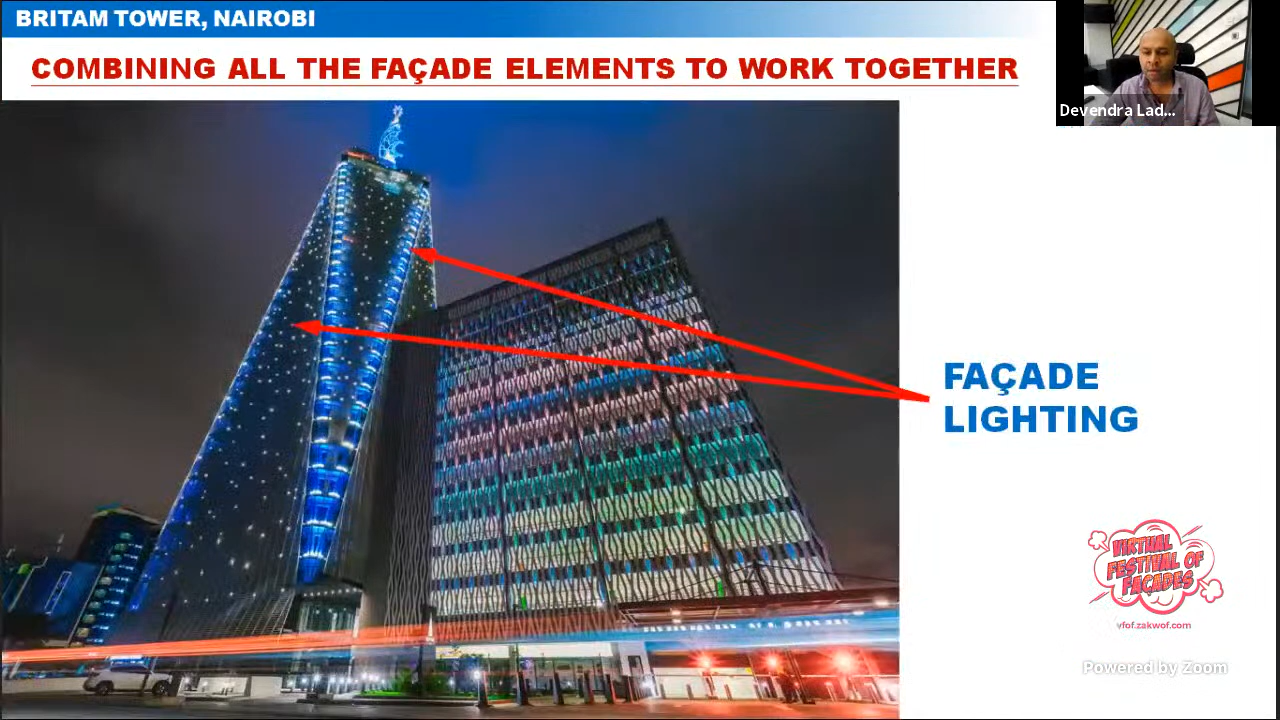 BRITAM TOWER, NAIROBI
COMBINING ALL THE FAÇADE ELEMENTS TO WORK TOGETHER
Devendra Lad...
FAÇADE
LIGHTING
VIRTUAL
FESTIVAL OF
FAÇADES
vfof.zakwof.com
Powered by Zoom